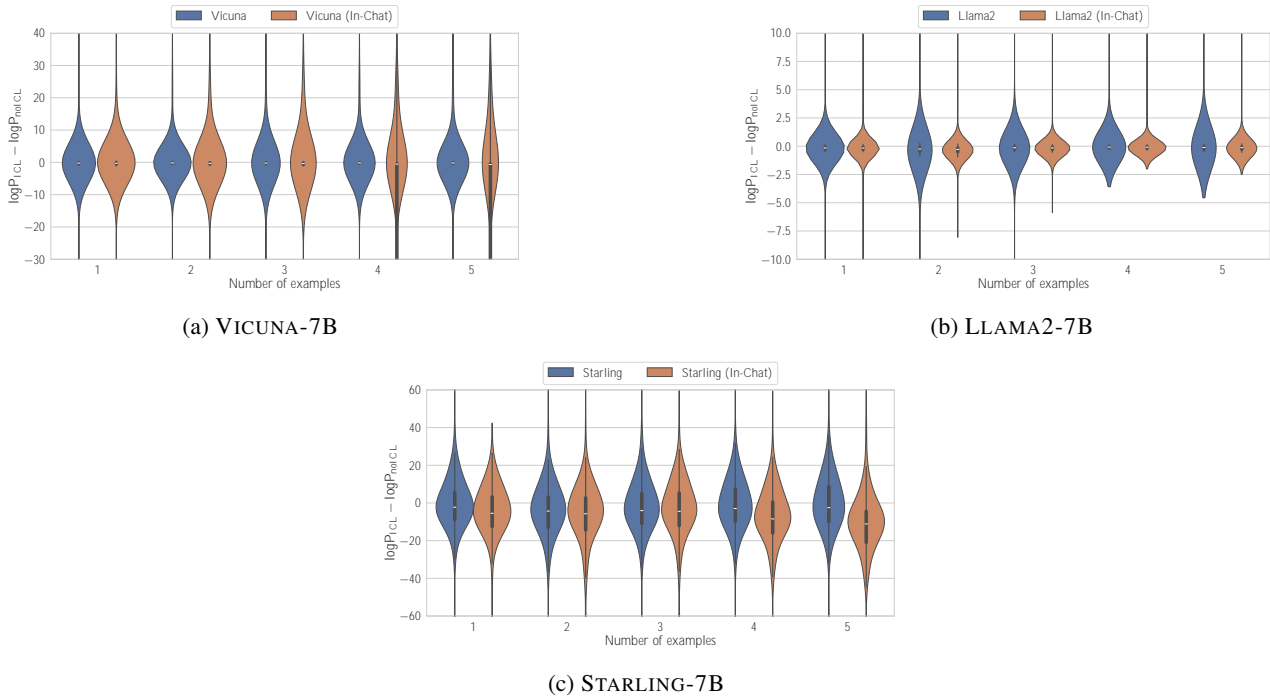 Vicuna Vicuna (In-Chat)
40
30
20
10
0
−10
−20
−30
logP_ICL − logP_noICL
1 2 3 4 5
Number of examples
(a) VICUNA-7B
Llama2 Llama2 (In-Chat)
10.0
7.5
5.0
2.5
0.0
−2.5
−5.0
−7.5
−10.0
logP_ICL − logP_noICL
1 2 3 4 5
Number of examples
(b) LLAMA2-7B
Starling Starling (In-Chat)
60
40
20
0
−20
−40
−60
logP_ICL − logP_noICL
1 2 3 4 5
Number of examples
(c) STARLING-7B